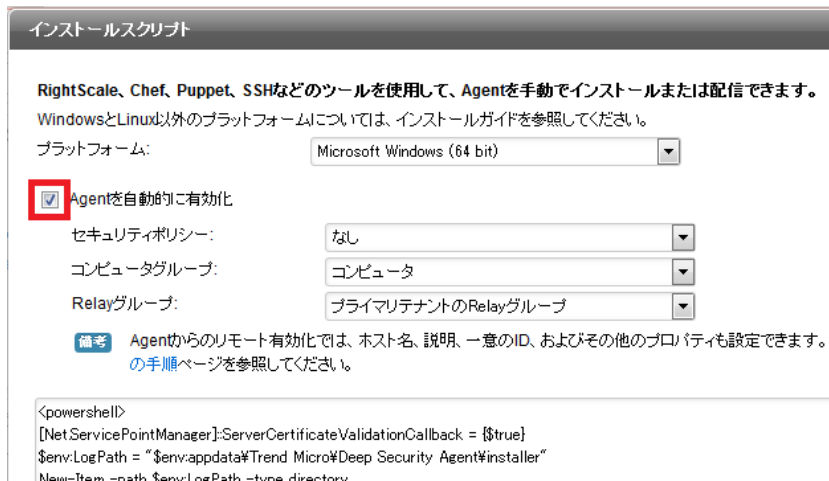 インストールスクリプト
RightScale、Chef、Puppet、SSHなどのツールを使用して、Agentを手動でインストールまたは配信できます。
WindowsとLinux以外のプラットフォームについては、インストールガイドを参照してください。
プラットフォーム: Microsoft Windows (64 bit)
Agentを自動的に有効化
セキュリティポリシー: なし
コンピュータグループ: コンピュータ
Relayグループ: プライマリテナントのRelayグループ
備考 Agentからのリモート有効化では、ホスト名、説明、一意のID、およびその他のプロパティも設定できます。
の手順ページを参照してください。
<powershell>
[Net.ServicePointManager]::ServerCertificateValidationCallback = {$true}
$env:LogPath = "$env:appdata¥Trend Micro¥Deep Security Agent¥installer"
New-Item -path $env:LogPath -type directory